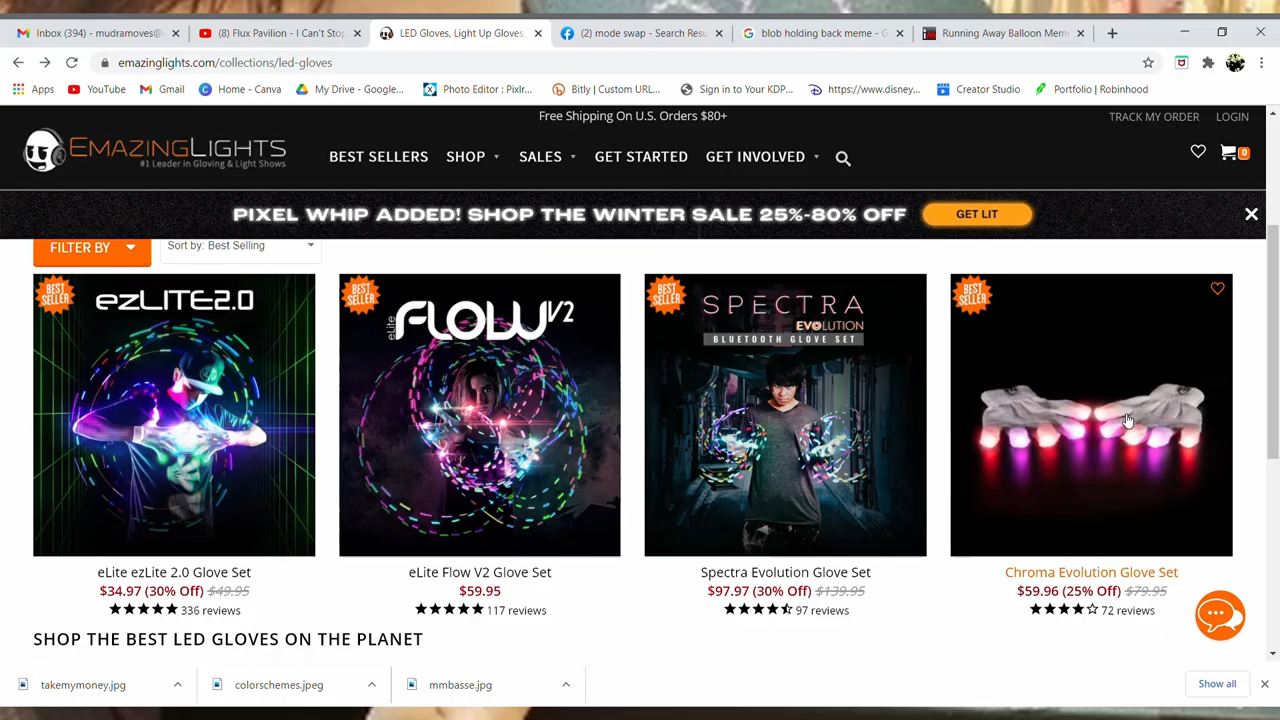 Inbox (394) - mudramoves@
(8) Flux Pavilion - I Can't Stop
LED Gloves, Light Up Gloves,
(2) mode swap - Search Resu
blob holding back meme - G
Running Away Balloon Mem
emazinglights.com/collections/led-gloves
Apps
YouTube
Gmail
Home - Canva
My Drive - Google...
Photo Editor : Pixlr...
Bitly | Custom URL...
Sign in to Your KDP...
https://www.disney...
Creator Studio
Portfolio | Robinhood
Free Shipping On U.S. Orders $80+
TRACK MY ORDER
LOGIN
EMAZINGLIGHTS
#1 Leader in Gloving & Light Shows
BEST SELLERS
SHOP
SALES
GET STARTED
GET INVOLVED
0
PIXEL WHIP ADDED! SHOP THE WINTER SALE 25%-80% OFF
GET LIT
FILTER BY
Sort by: Best Selling
BEST SELLER
ezLITE2.0
BEST SELLER
eLite FLOW V2
BEST SELLER
SPECTRA
EVOLUTION
BLUETOOTH GLOVE SET
BEST SELLER
eLite ezLite 2.0 Glove Set
$34.97 (30% Off) $49.95
336 reviews
eLite Flow V2 Glove Set
$59.95
117 reviews
Spectra Evolution Glove Set
$97.97 (30% Off) $139.95
97 reviews
Chroma Evolution Glove Set
$59.96 (25% Off) $79.95
72 reviews
SHOP THE BEST LED GLOVES ON THE PLANET
takemymoney.jpg
colorschemes.jpeg
mmbasse.jpg
Show all